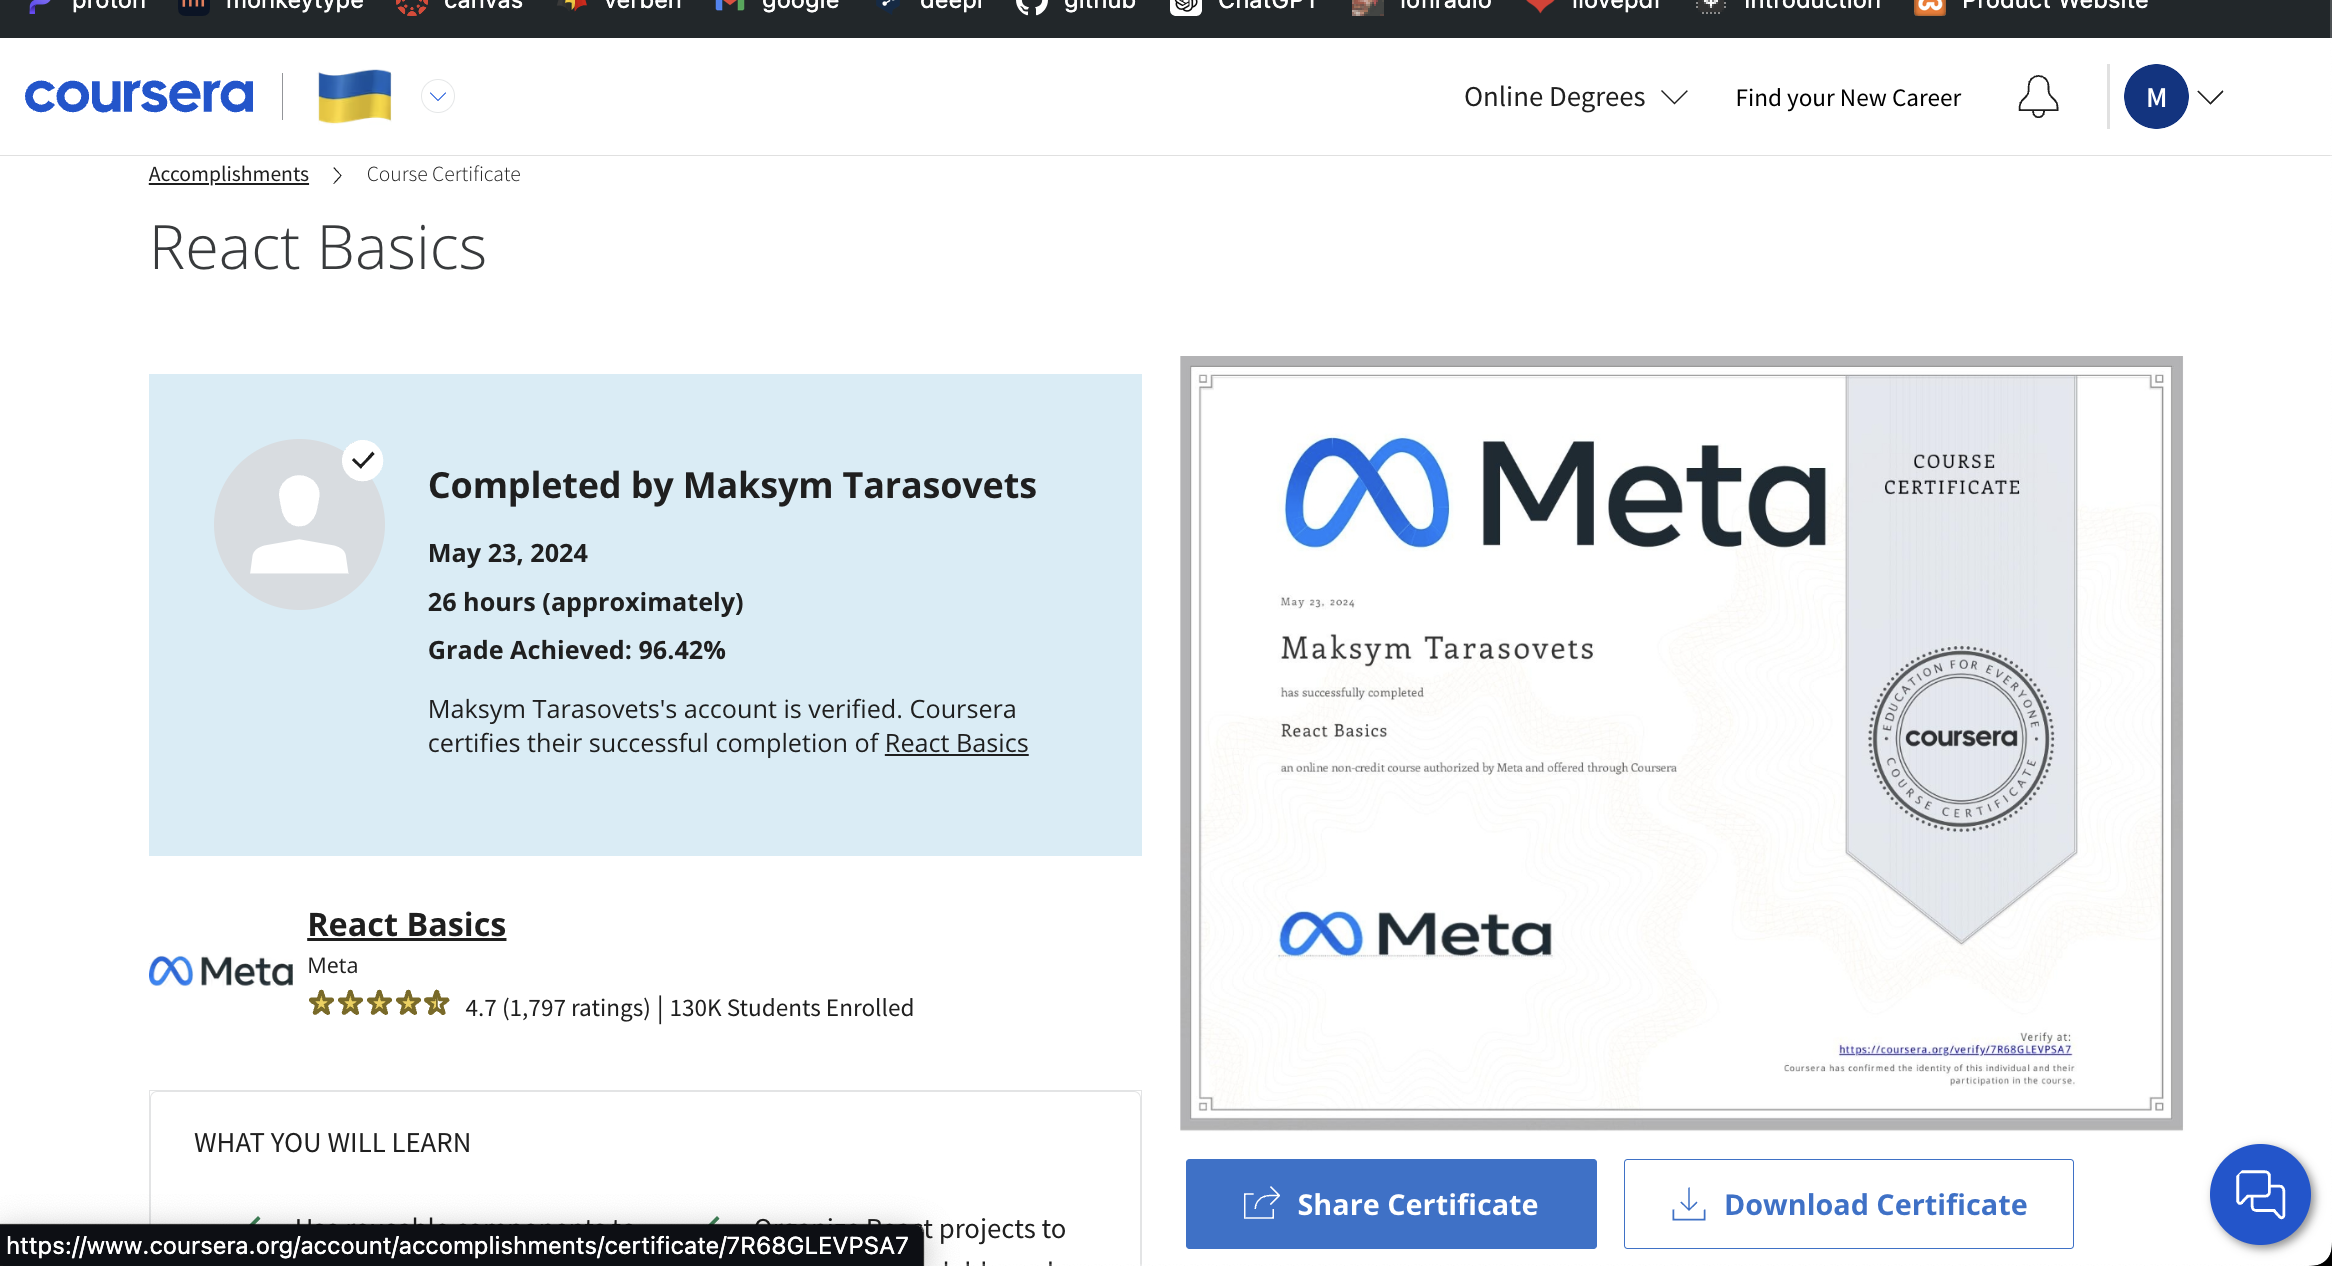 proton monkeytype canvas verben google deepl github ChatGPT lofiradio ilovepdf Introduction Product Website
coursera
Online Degrees
Find your New Career
M
Accomplishments
Course Certificate
React Basics
Completed by Maksym Tarasovets
May 23, 2024
26 hours (approximately)
Grade Achieved: 96.42%
Maksym Tarasovets's account is verified. Coursera
certifies their successful completion of React Basics
React Basics
Meta
Meta
4.7 (1,797 ratings) | 130K Students Enrolled
WHAT YOU WILL LEARN
Use reusable components to
Organize React projects to
https://www.coursera.org/account/accomplishments/certificate/7R68GLEVPSA7
Meta
COURSE
CERTIFICATE
May 23, 2024
Maksym Tarasovets
has successfully completed
React Basics
an online non-credit course authorized by Meta and offered through Coursera
EDUCATION FOR EVERYONE
coursera
COURSE CERTIFICATE
Meta
Verify at:
https://coursera.org/verify/7R68GLEVPSA7
Coursera has confirmed the identity of this individual and their
participation in the course.
Share Certificate
Download Certificate